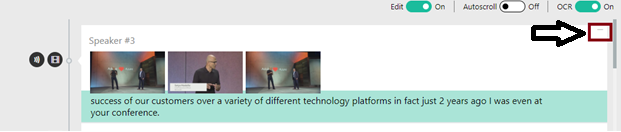 Edit On Autoscroll Off OCR On
Speaker #3
success of our customers over a variety of different technology platforms in fact just 2 years ago I was even at
your conference.